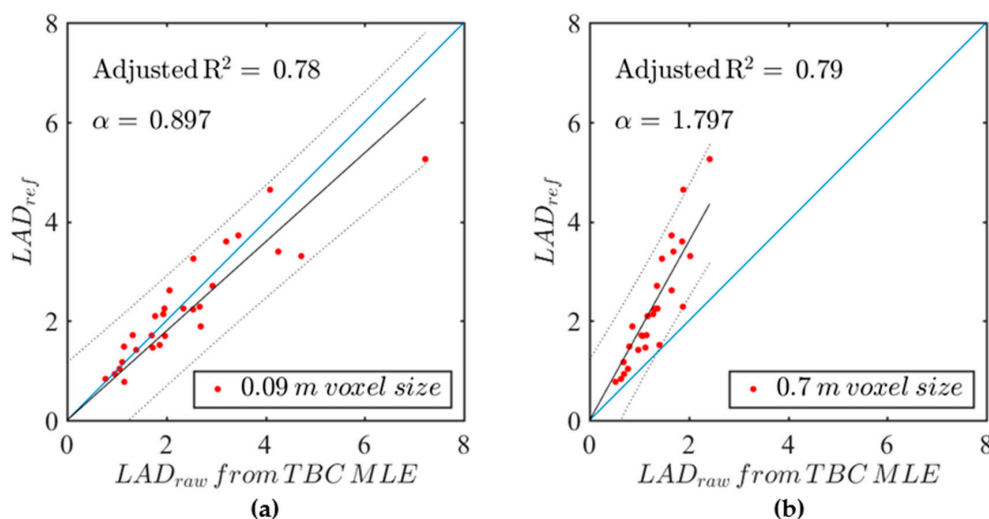 8
6
4
2
0
LAD_ref
Adjusted R² = 0.78
α = 0.897
0.09 m voxel size
0 2 4 6 8
LAD_raw from TBC MLE
(a)
8
6
4
2
0
LAD_ref
Adjusted R² = 0.79
α = 1.797
0.7 m voxel size
0 2 4 6 8
LAD_raw from TBC MLE
(b)